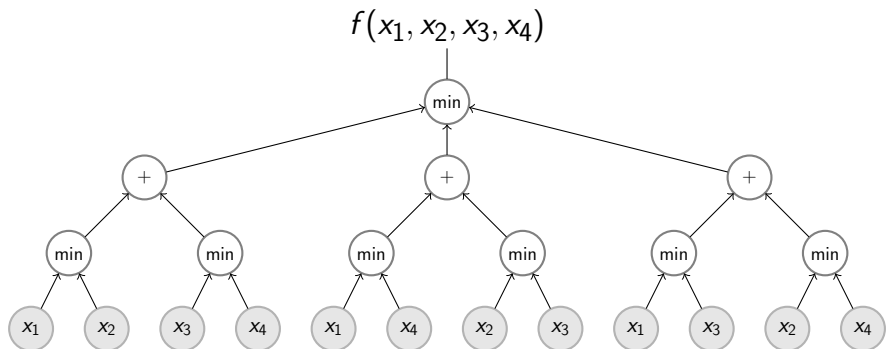 f(x₁, x₂, x₃, x₄)
min
+ + +
min min min min min min
x₁ x₂ x₃ x₄ x₁ x₄ x₂ x₃ x₁ x₃ x₂ x₄